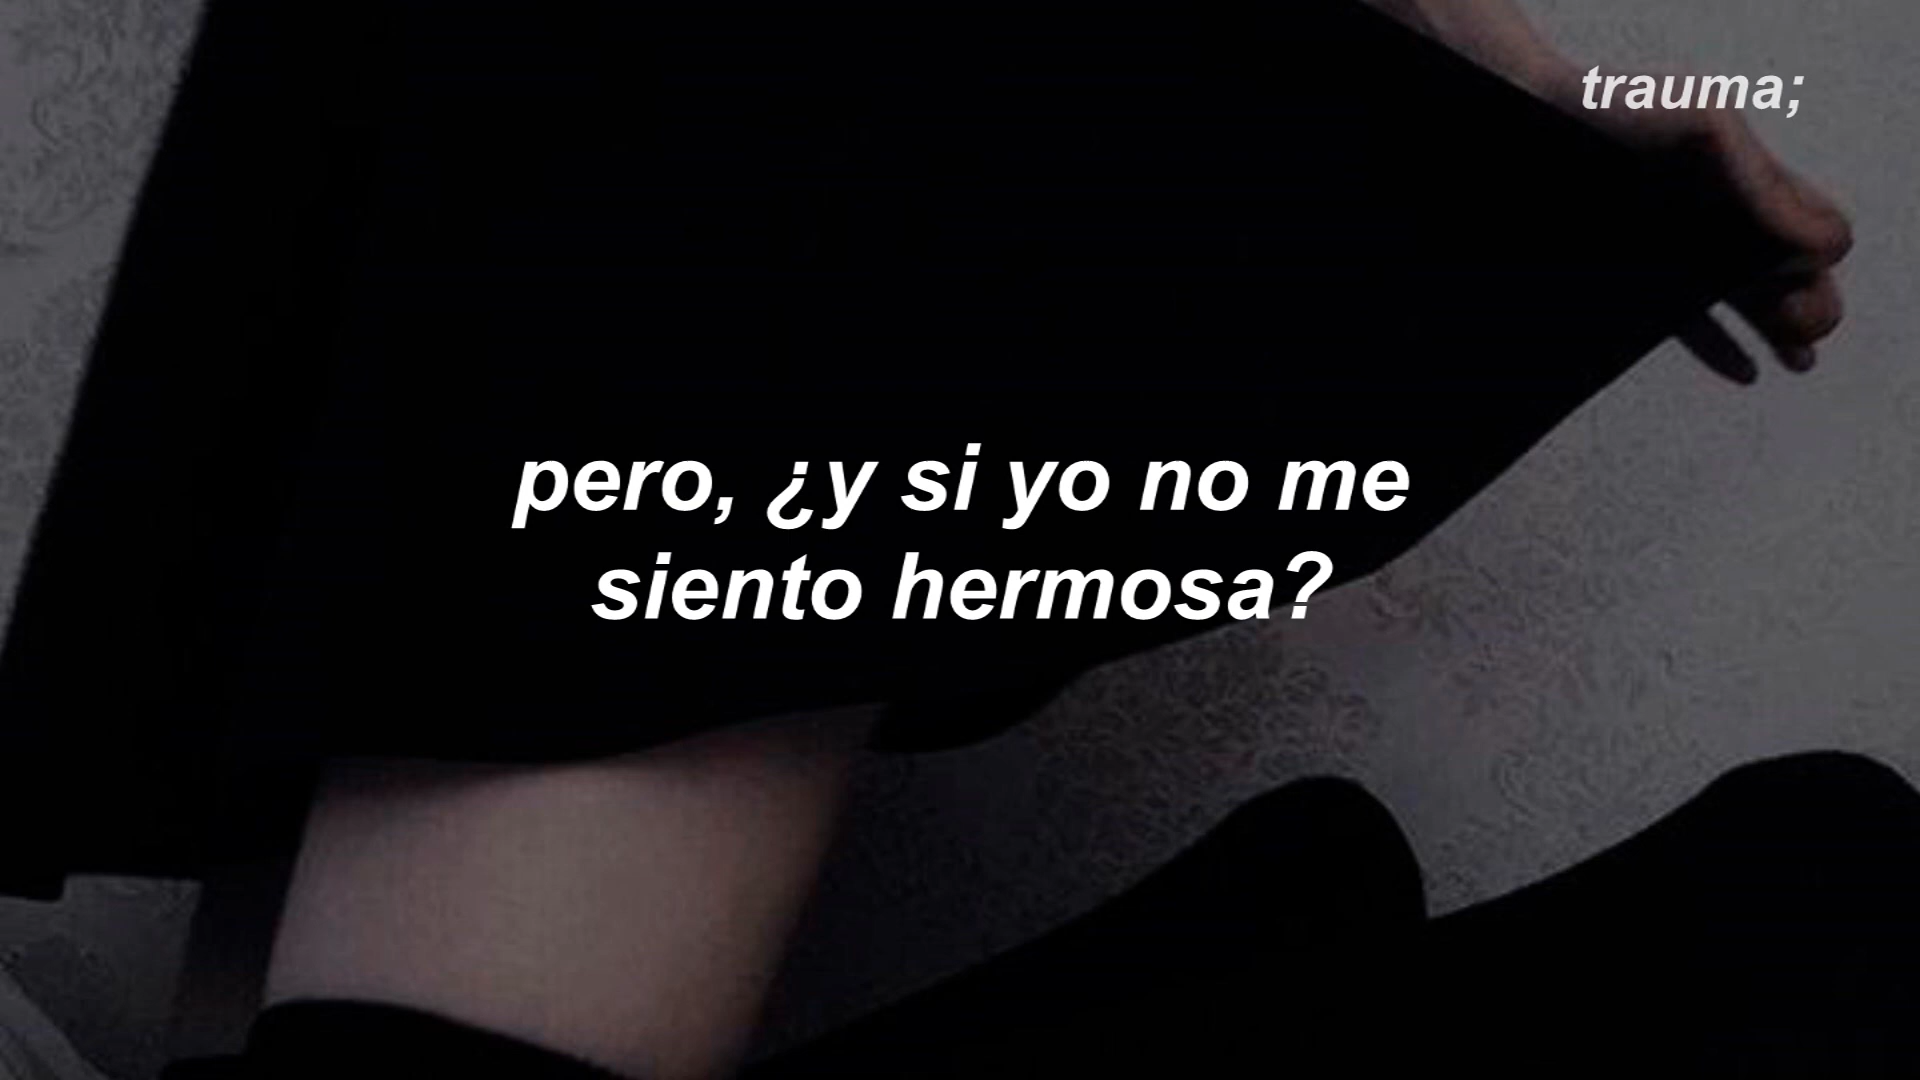 trauma;
pero, ¿y si yo no me
siento hermosa?